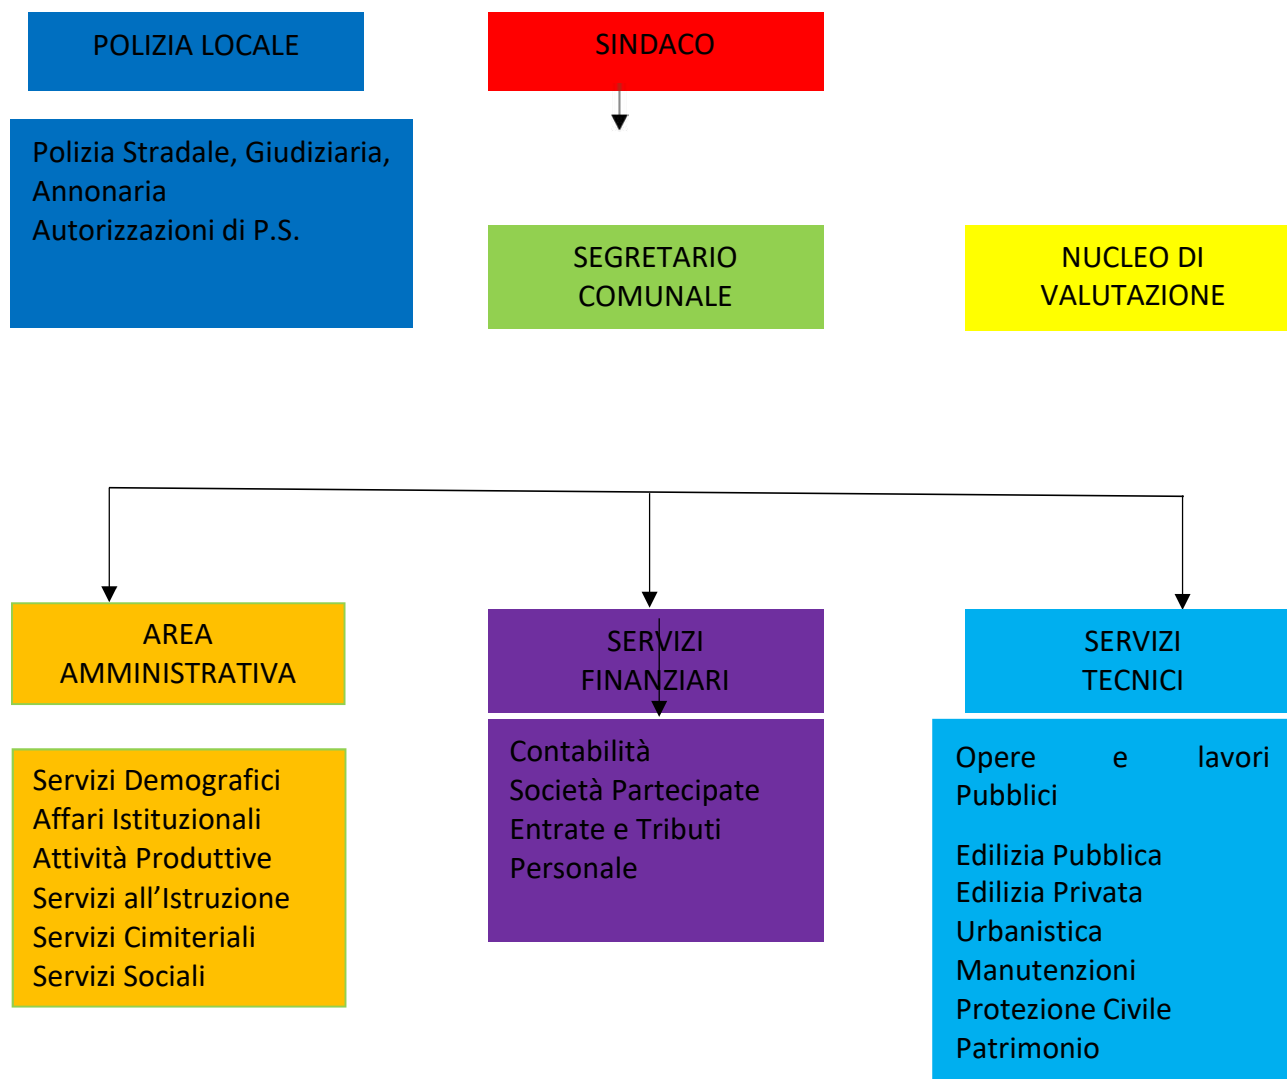 POLIZIA LOCALE
Polizia Stradale, Giudiziaria,
Annonaria
Autorizzazioni di P.S.
SINDACO
SEGRETARIO
COMUNALE
NUCLEO DI
VALUTAZIONE
AREA
AMMINISTRATIVA
Servizi Demografici
Affari Istituzionali
Attività Produttive
Servizi all’Istruzione
Servizi Cimiteriali
Servizi Sociali
SERVIZI
FINANZIARI
Contabilità
Società Partecipate
Entrate e Tributi
Personale
SERVIZI
TECNICI
Opere e lavori
Pubblici
Edilizia Pubblica
Edilizia Privata
Urbanistica
Manutenzioni
Protezione Civile
Patrimonio